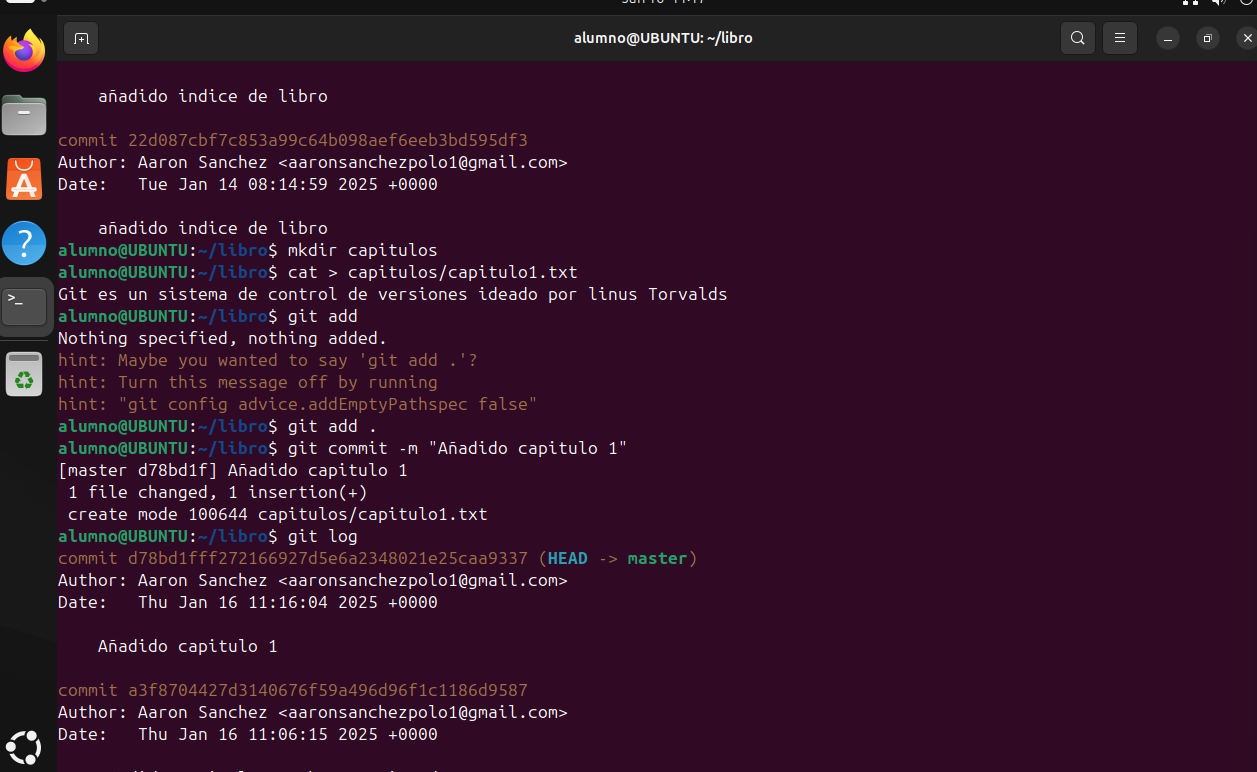 alumno@UBUNTU: ~/libro
añadido indice de libro
commit 22d087cbf7c853a99c64b098aef6eeb3bd595df3
Author: Aaron Sanchez <aaronsanchezpolo1@gmail.com>
Date:   Tue Jan 14 08:14:59 2025 +0000
añadido indice de libro
alumno@UBUNTU:~/libro$ mkdir capitulos
alumno@UBUNTU:~/libro$ cat > capitulos/capitulo1.txt
Git es un sistema de control de versiones ideado por linus Torvalds
alumno@UBUNTU:~/libro$ git add
Nothing specified, nothing added.
hint: Maybe you wanted to say 'git add .'?
hint: Turn this message off by running
hint: "git config advice.addEmptyPathspec false"
alumno@UBUNTU:~/libro$ git add .
alumno@UBUNTU:~/libro$ git commit -m "Añadido capitulo 1"
[master d78bd1f] Añadido capitulo 1
 1 file changed, 1 insertion(+)
 create mode 100644 capitulos/capitulo1.txt
alumno@UBUNTU:~/libro$ git log
commit d78bd1fff272166927d5e6a2348021e25caa9337 (HEAD -> master)
Author: Aaron Sanchez <aaronsanchezpolo1@gmail.com>
Date:   Thu Jan 16 11:16:04 2025 +0000
Añadido capitulo 1
commit a3f8704427d3140676f59a496d96f1c1186d9587
Author: Aaron Sanchez <aaronsanchezpolo1@gmail.com>
Date:   Thu Jan 16 11:06:15 2025 +0000